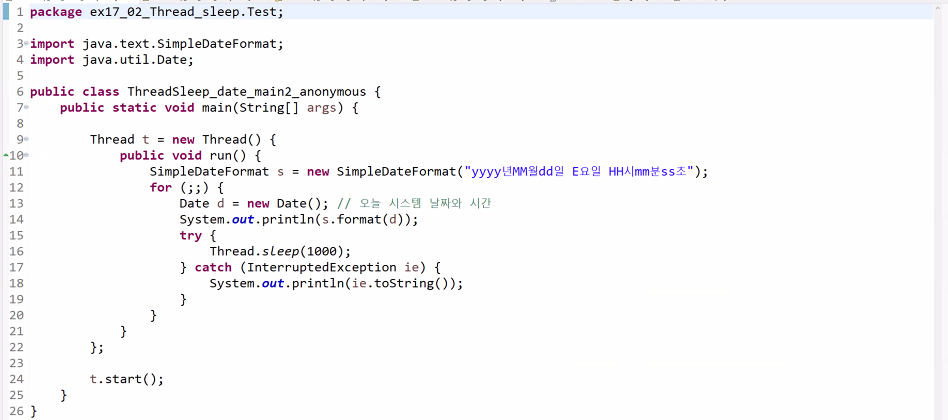 1 package ex17_02_Thread_sleep.Test;
2
3 import java.text.SimpleDateFormat;
4 import java.util.Date;
5
6 public class ThreadSleep_date_main2_anonymous {
7     public static void main(String[] args) {
8
9         Thread t = new Thread() {
10             public void run() {
11                 SimpleDateFormat s = new SimpleDateFormat("yyyy년MM월dd일 E요일 HH시mm분ss초");
12                 for (;;) {
13                     Date d = new Date(); // 오늘 시스템 날짜와 시간
14                     System.out.println(s.format(d));
15                     try {
16                         Thread.sleep(1000);
17                     } catch (InterruptedException ie) {
18                         System.out.println(ie.toString());
19                     }
20                 }
21             }
22         };
23
24         t.start();
25     }
26 }